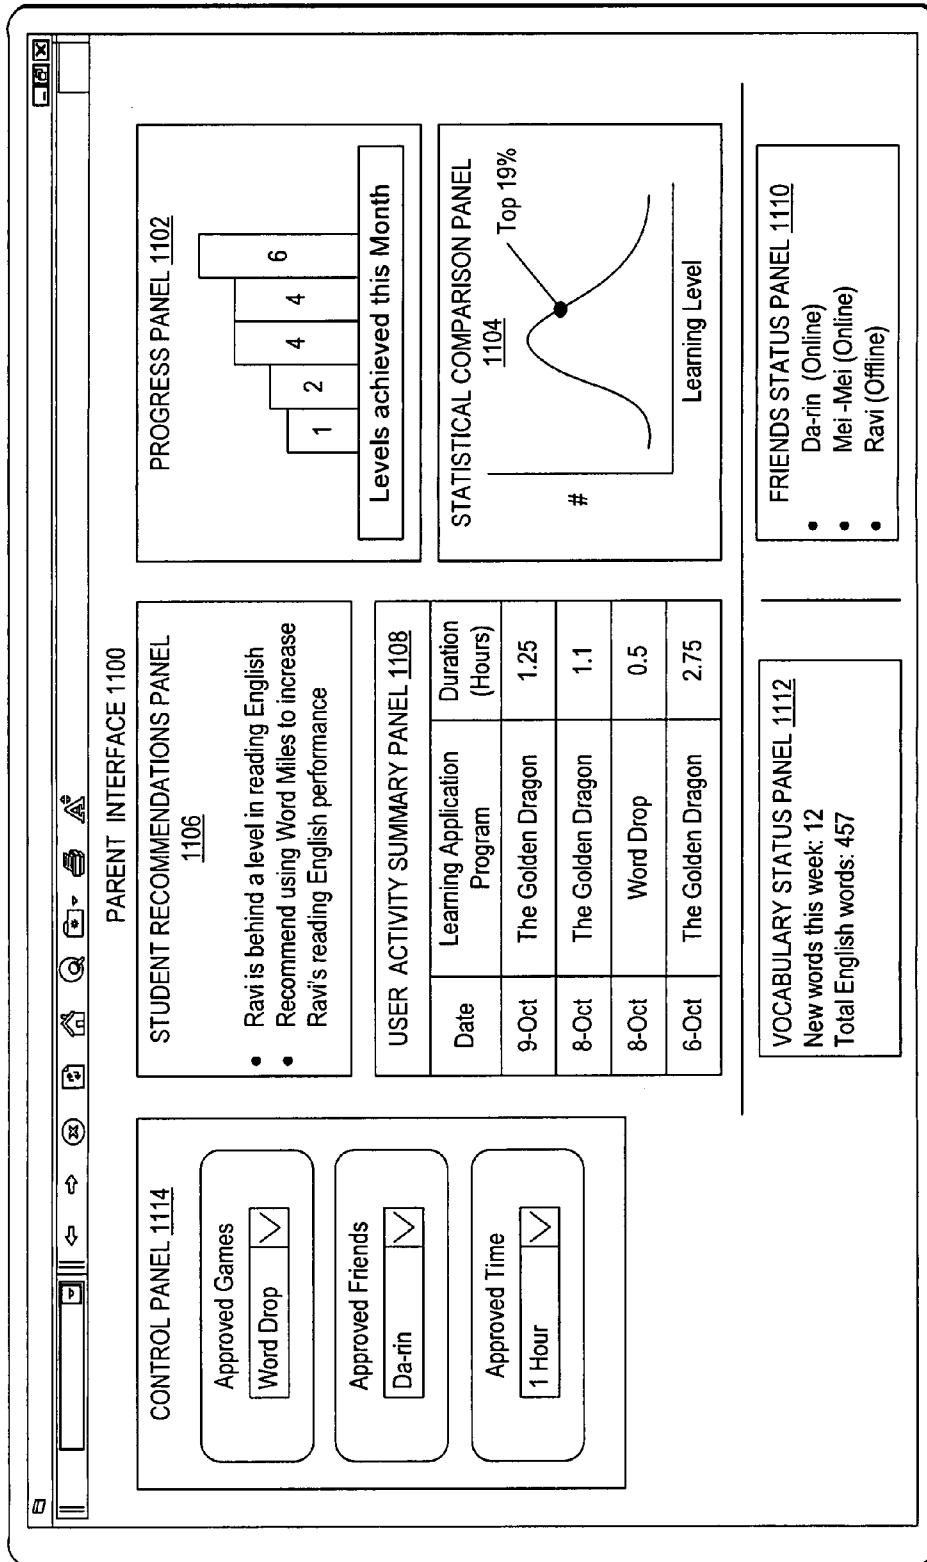 PARENT INTERFACE 1100
CONTROL PANEL 1114
Approved Games
Word Drop
Approved Friends
Da-rin
Approved Time
1 Hour
STUDENT RECOMMENDATIONS PANEL
1106
• Ravi is behind a level in reading English
• Recommend using Word Miles to increase
Ravi's reading English performance
USER ACTIVITY SUMMARY PANEL 1108
Date Learning Application Program Duration (Hours)
9-Oct The Golden Dragon 1.25
8-Oct The Golden Dragon 1.1
8-Oct Word Drop 0.5
6-Oct The Golden Dragon 2.75
PROGRESS PANEL 1102
1 2 4 4 6
Levels achieved this Month
STATISTICAL COMPARISON PANEL
1104
Top 19%
#
Learning Level
VOCABULARY STATUS PANEL 1112
New words this week: 12
Total English words: 457
FRIENDS STATUS PANEL 1110
• Da-rin (Online)
• Mei -Mei (Online)
• Ravi (Offline)